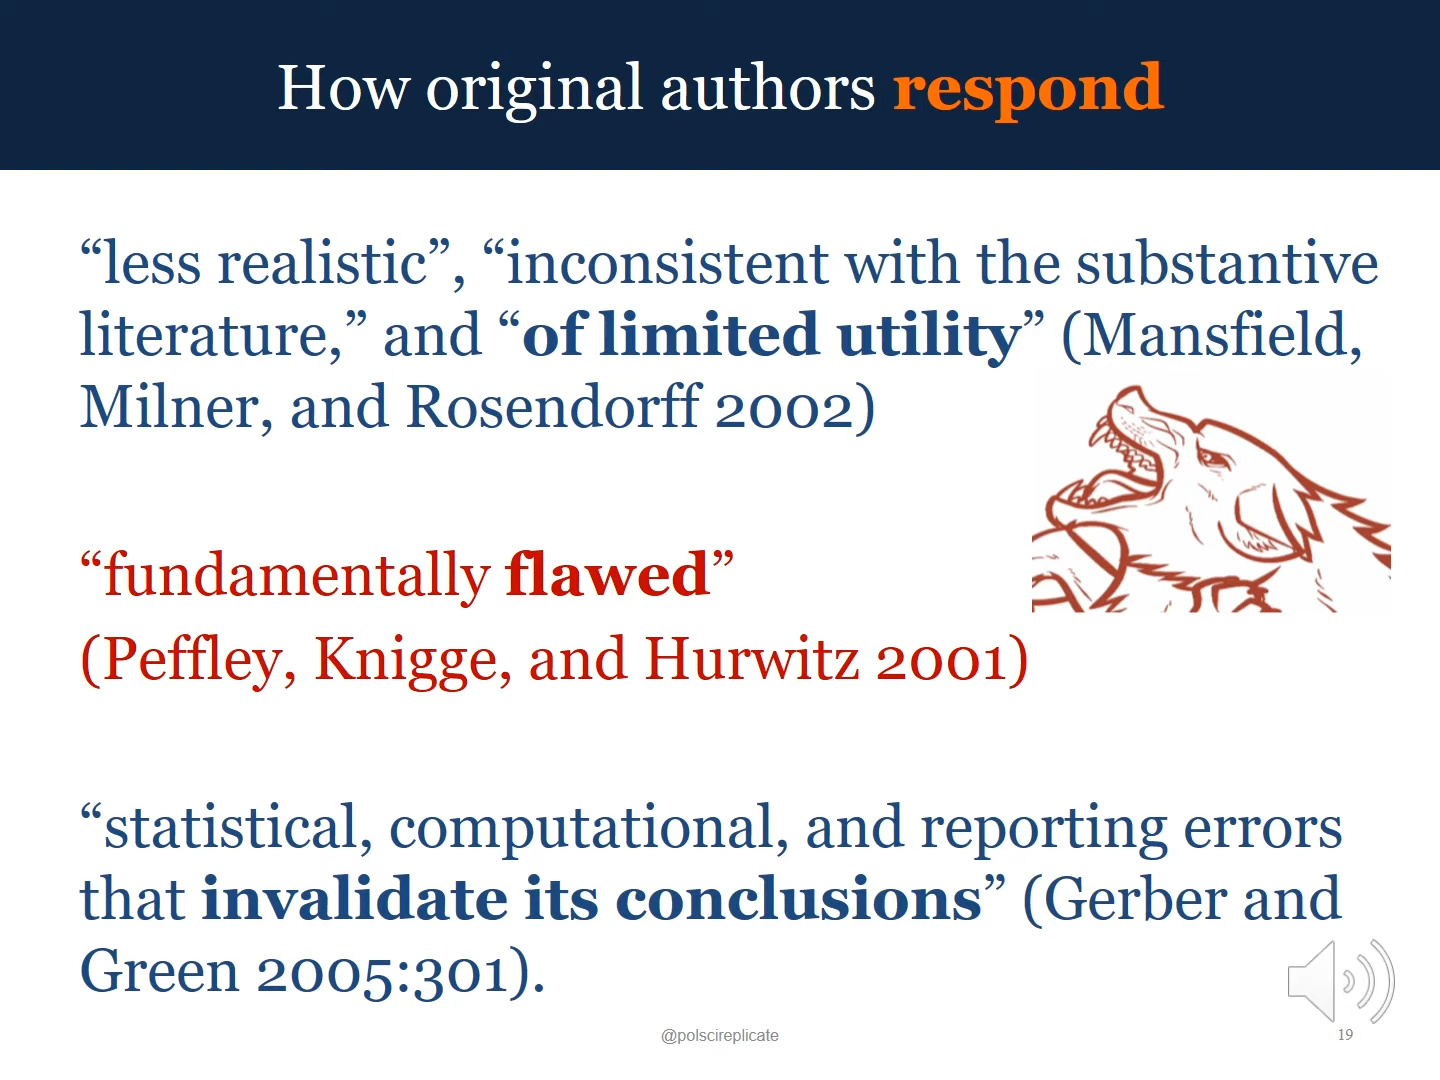 How original authors respond
“less realistic”, “inconsistent with the substantive
literature,” and “of limited utility” (Mansfield,
Milner, and Rosendorff 2002)
“fundamentally flawed”
(Peffley, Knigge, and Hurwitz 2001)
“statistical, computational, and reporting errors
that invalidate its conclusions” (Gerber and
Green 2005:301).
@polscireplicate
19